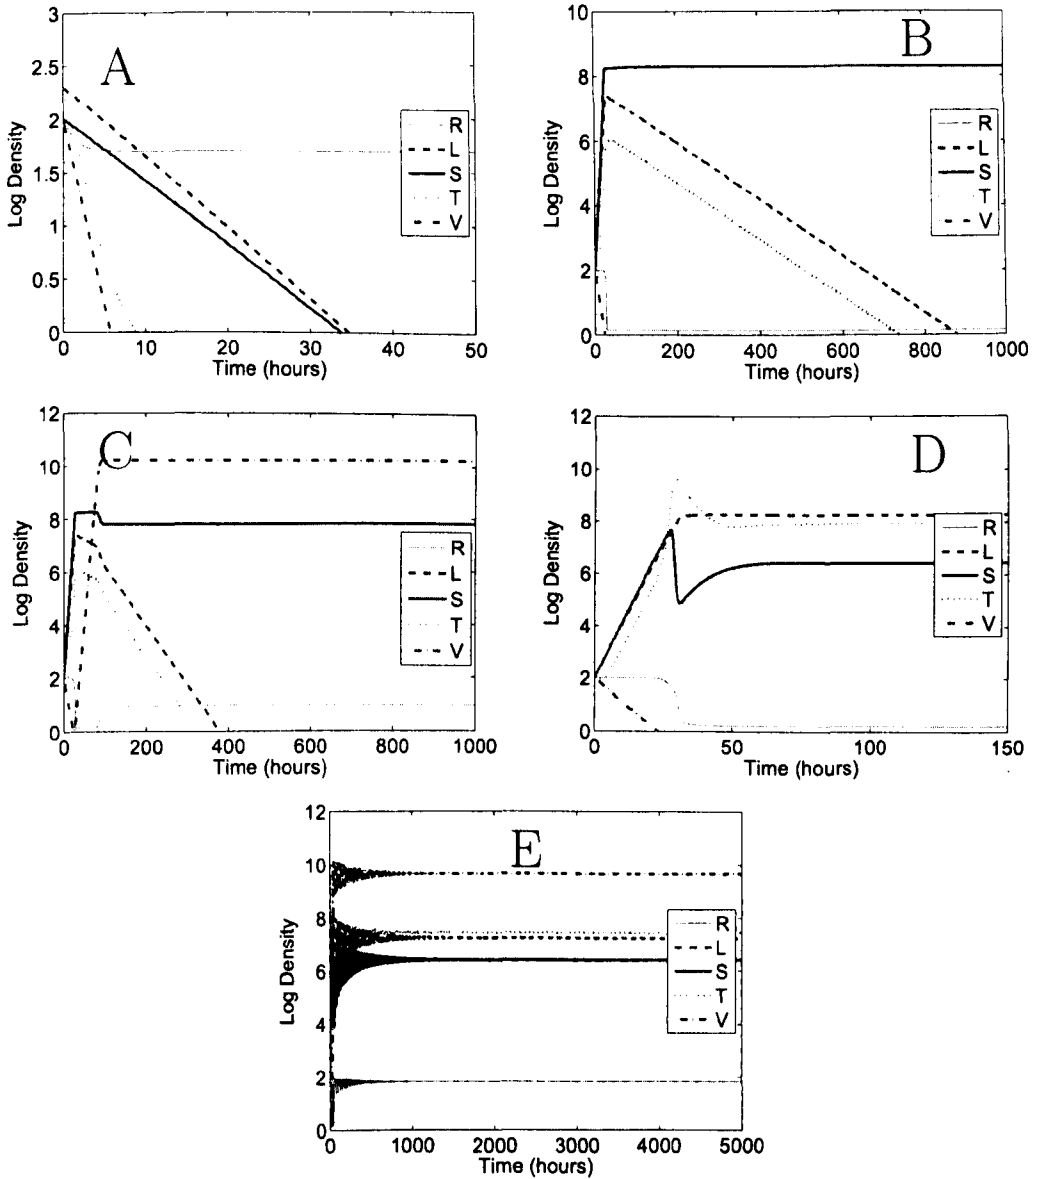 A
3
2.5
2
1.5
1
0.5
0
Log Density
R
L
S
T
V
0 10 20 30 40 50
Time (hours)
B
10
8
6
4
2
0
Log Density
R
L
S
T
V
0 200 400 600 800 1000
Time (hours)
C
12
10
8
6
4
2
0
Log Density
R
L
S
T
V
0 200 400 600 800 1000
Time (hours)
D
12
10
8
6
4
2
0
Log Density
R
L
S
T
V
0 50 100 150
Time (hours)
E
12
10
8
6
4
2
0
Log Density
R
L
S
T
V
0 1000 2000 3000 4000 5000
Time (hours)